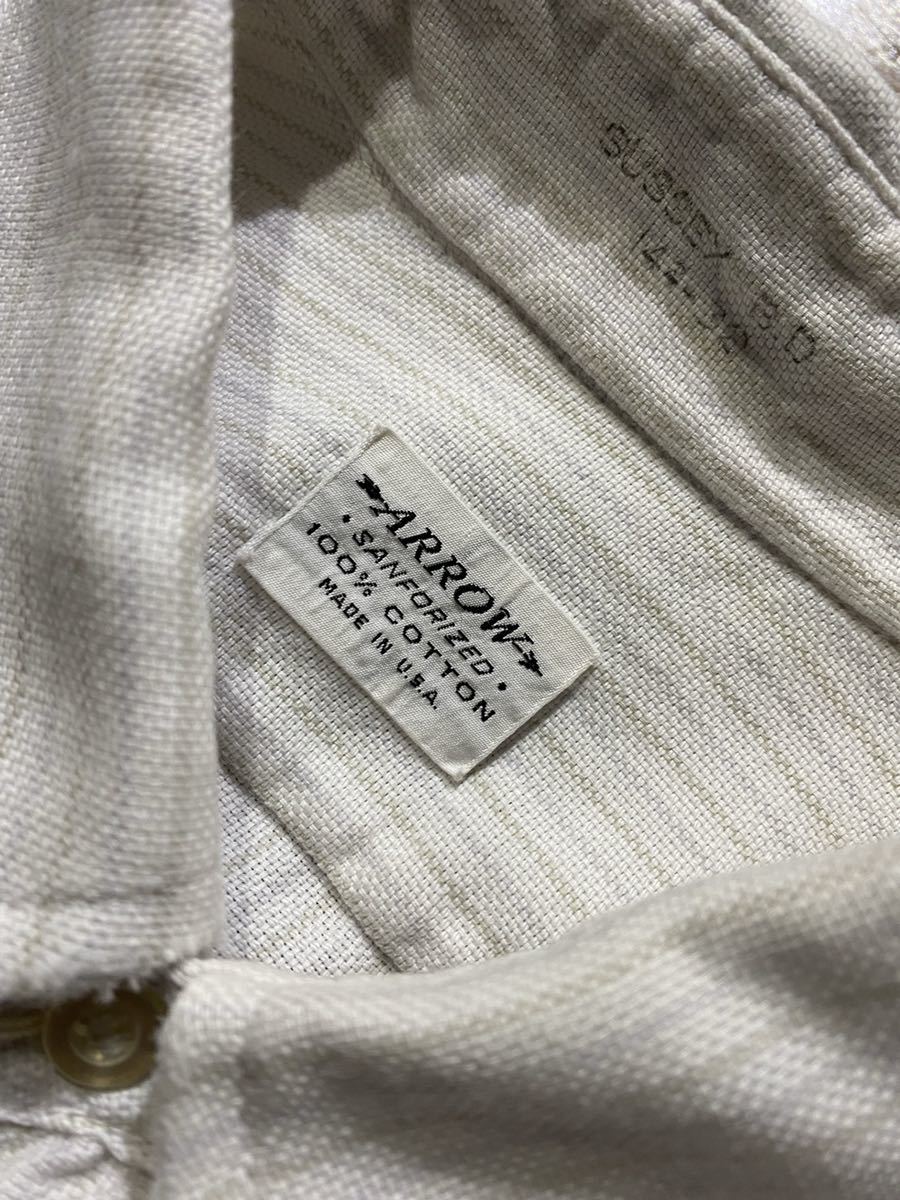 SUSSEX B.D
ARROW
· SANFORIZED ·
100% COTTON
MADE IN U.S.A.